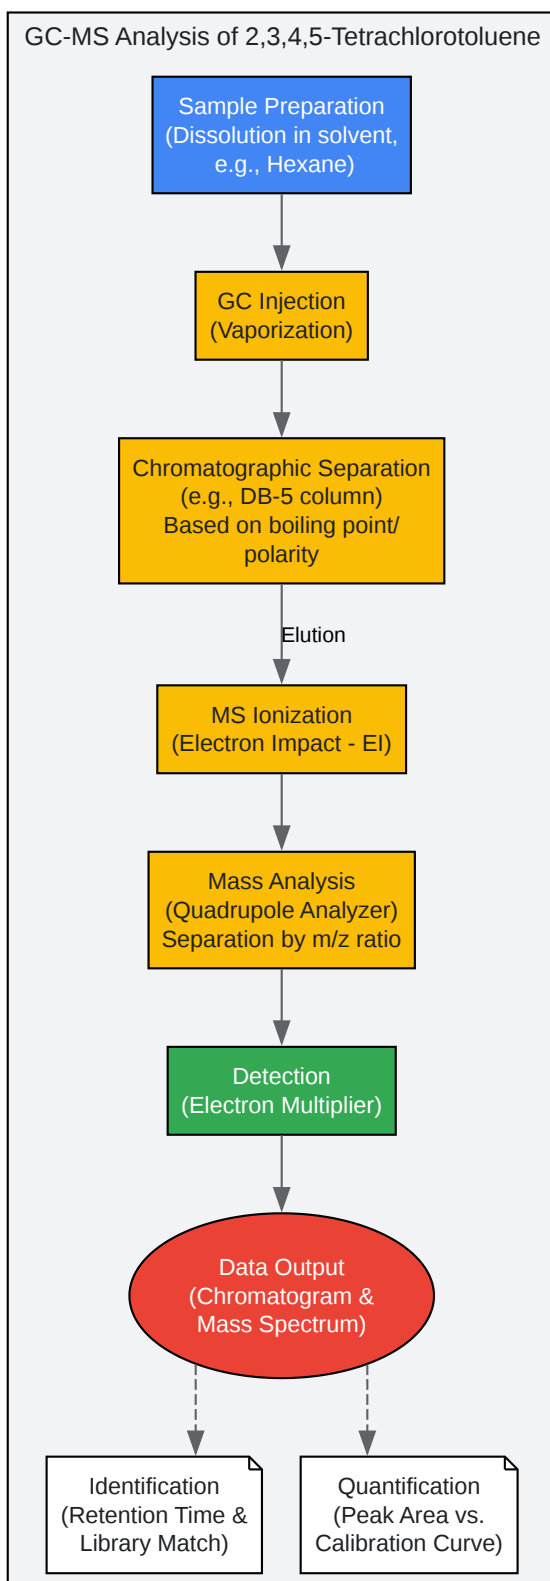 GC-MS Analysis of 2,3,4,5-Tetrachlorotoluene
Sample Preparation
(Dissolution in solvent,
e.g., Hexane)
GC Injection
(Vaporization)
Chromatographic Separation
(e.g., DB-5 column)
Based on boiling point/
polarity
Elution
MS Ionization
(Electron Impact - EI)
Mass Analysis
(Quadrupole Analyzer)
Separation by m/z ratio
Detection
(Electron Multiplier)
Data Output
(Chromatogram &
Mass Spectrum)
Identification
(Retention Time &
Library Match)
Quantification
(Peak Area vs.
Calibration Curve)